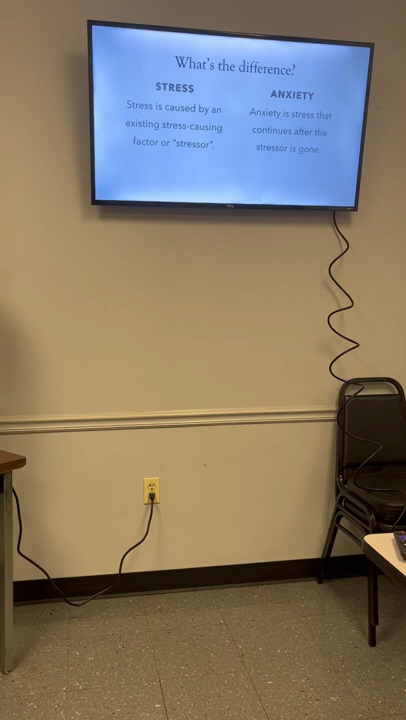 What's the difference?
STRESS
Stress is caused by an
existing stress-causing
factor or "stressor".
ANXIETY
Anxiety is stress that
continues after the
stressor is gone.
TCL